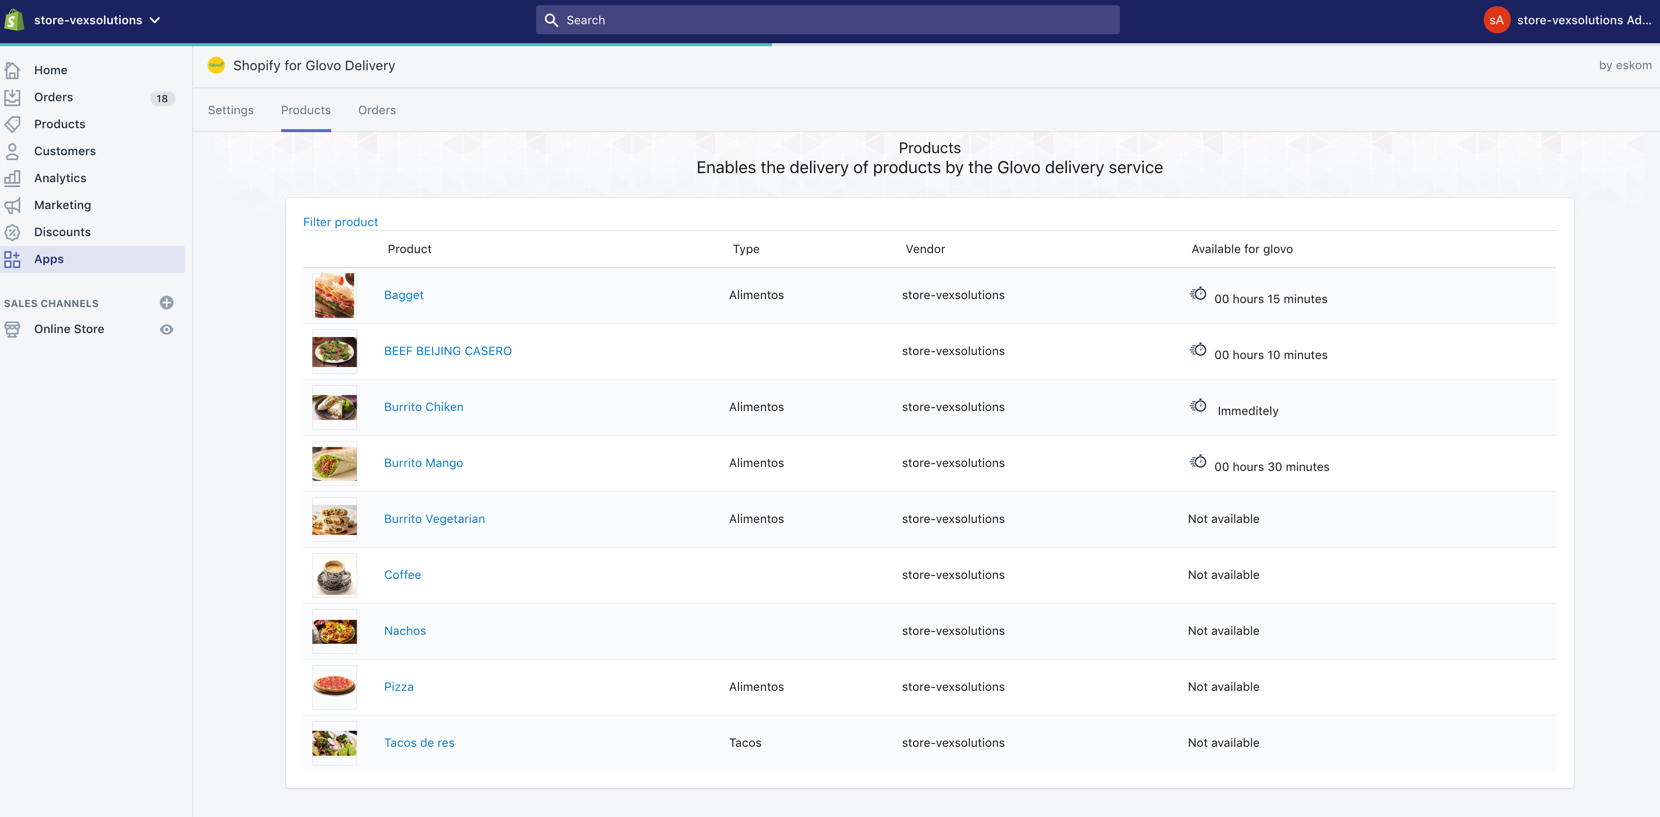 store-vexsolutions
Search
sA store-vexsolutions Ad...
Home
Orders 18
Products
Customers
Analytics
Marketing
Discounts
Apps
SALES CHANNELS
Online Store
Shopify for Glovo Delivery
by eskom
Settings Products Orders
Products
Enables the delivery of products by the Glovo delivery service
Filter product
Product Type Vendor Available for glovo
Bagget Alimentos store-vexsolutions 00 hours 15 minutes
BEEF BEIJING CASERO store-vexsolutions 00 hours 10 minutes
Burrito Chiken Alimentos store-vexsolutions Immeditely
Burrito Mango Alimentos store-vexsolutions 00 hours 30 minutes
Burrito Vegetarian Alimentos store-vexsolutions Not available
Coffee store-vexsolutions Not available
Nachos store-vexsolutions Not available
Pizza Alimentos store-vexsolutions Not available
Tacos de res Tacos store-vexsolutions Not available